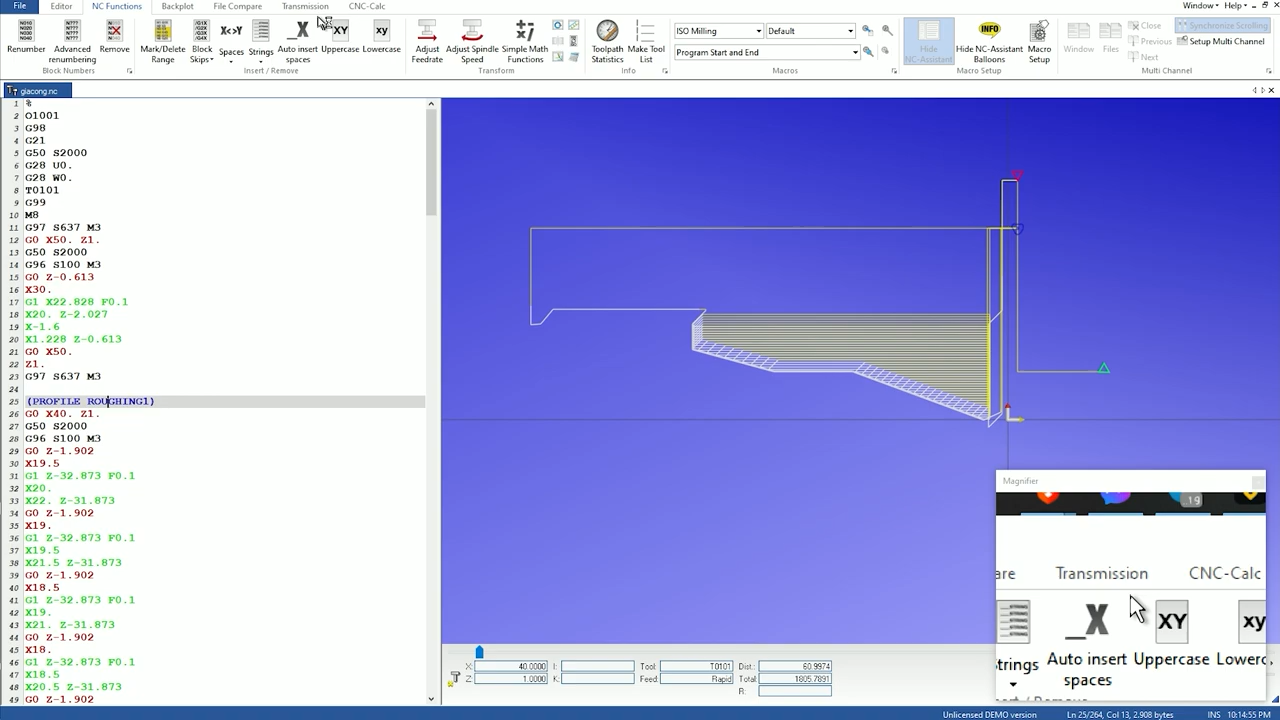 File Editor NC Functions Backplot File Compare Transmission CNC-Calc Window Help
Renumber Advanced renumbering Remove Mark/Delete Range Block Skips Spaces Strings Auto insert spaces Uppercase Lowercase Adjust Feedrate Adjust Spindle Speed Simple Math Functions Toolpath Statistics Make Tool List ISO Milling Default Hide NC-Assistant Hide NC-Assistant Balloons Macro Setup Window Files Close Synchronize Scrolling
Program Start and End Previous Setup Multi Channel
Next
Block Numbers Insert / Remove Transform Info Macros Macro Setup Multi Channel
giacong.nc
1 %
2 O1001
3 G98
4 G21
5 G50 S2000
6 G28 U0.
7 G28 W0.
8 T0101
9 G99
10 M8
11 G97 S637 M3
12 G0 X50. Z1.
13 G50 S2000
14 G96 S100 M3
15 G0 Z-0.613
16 X30.
17 G1 X22.828 F0.1
18 X20. Z-2.027
19 X-1.6
20 X1.228 Z-0.613
21 G0 X50.
22 Z1.
23 G97 S637 M3
24
25 (PROFILE ROUGHING1)
26 G0 X40. Z1.
27 G50 S2000
28 G96 S100 M3
29 G0 Z-1.902
30 X19.5
31 G1 Z-32.873 F0.1
32 X20.
33 X22. Z-31.873
34 G0 Z-1.902
35 X19.
36 G1 Z-32.873 F0.1
37 X19.5
38 X21.5 Z-31.873
39 G0 Z-1.902
40 X18.5
41 G1 Z-32.873 F0.1
42 X19.
43 X21. Z-31.873
44 G0 Z-1.902
45 X18.
46 G1 Z-32.873 F0.1
47 X18.5
48 X20.5 Z-31.873
49 G0 Z-1.902
Magnifier
19
are Transmission CNC-Calc
XY xy
trings Auto insert spaces Uppercase Lowerc
X: 40.0000 I: Tool: T0101 Dist.: 60.9974
Z: 1.0000 K: Feed: Rapid Total: 1805.7891
R:
Unlicensed DEMO version Ln 25/264, Col 13, 2.908 bytes INS 10:14:55 PM